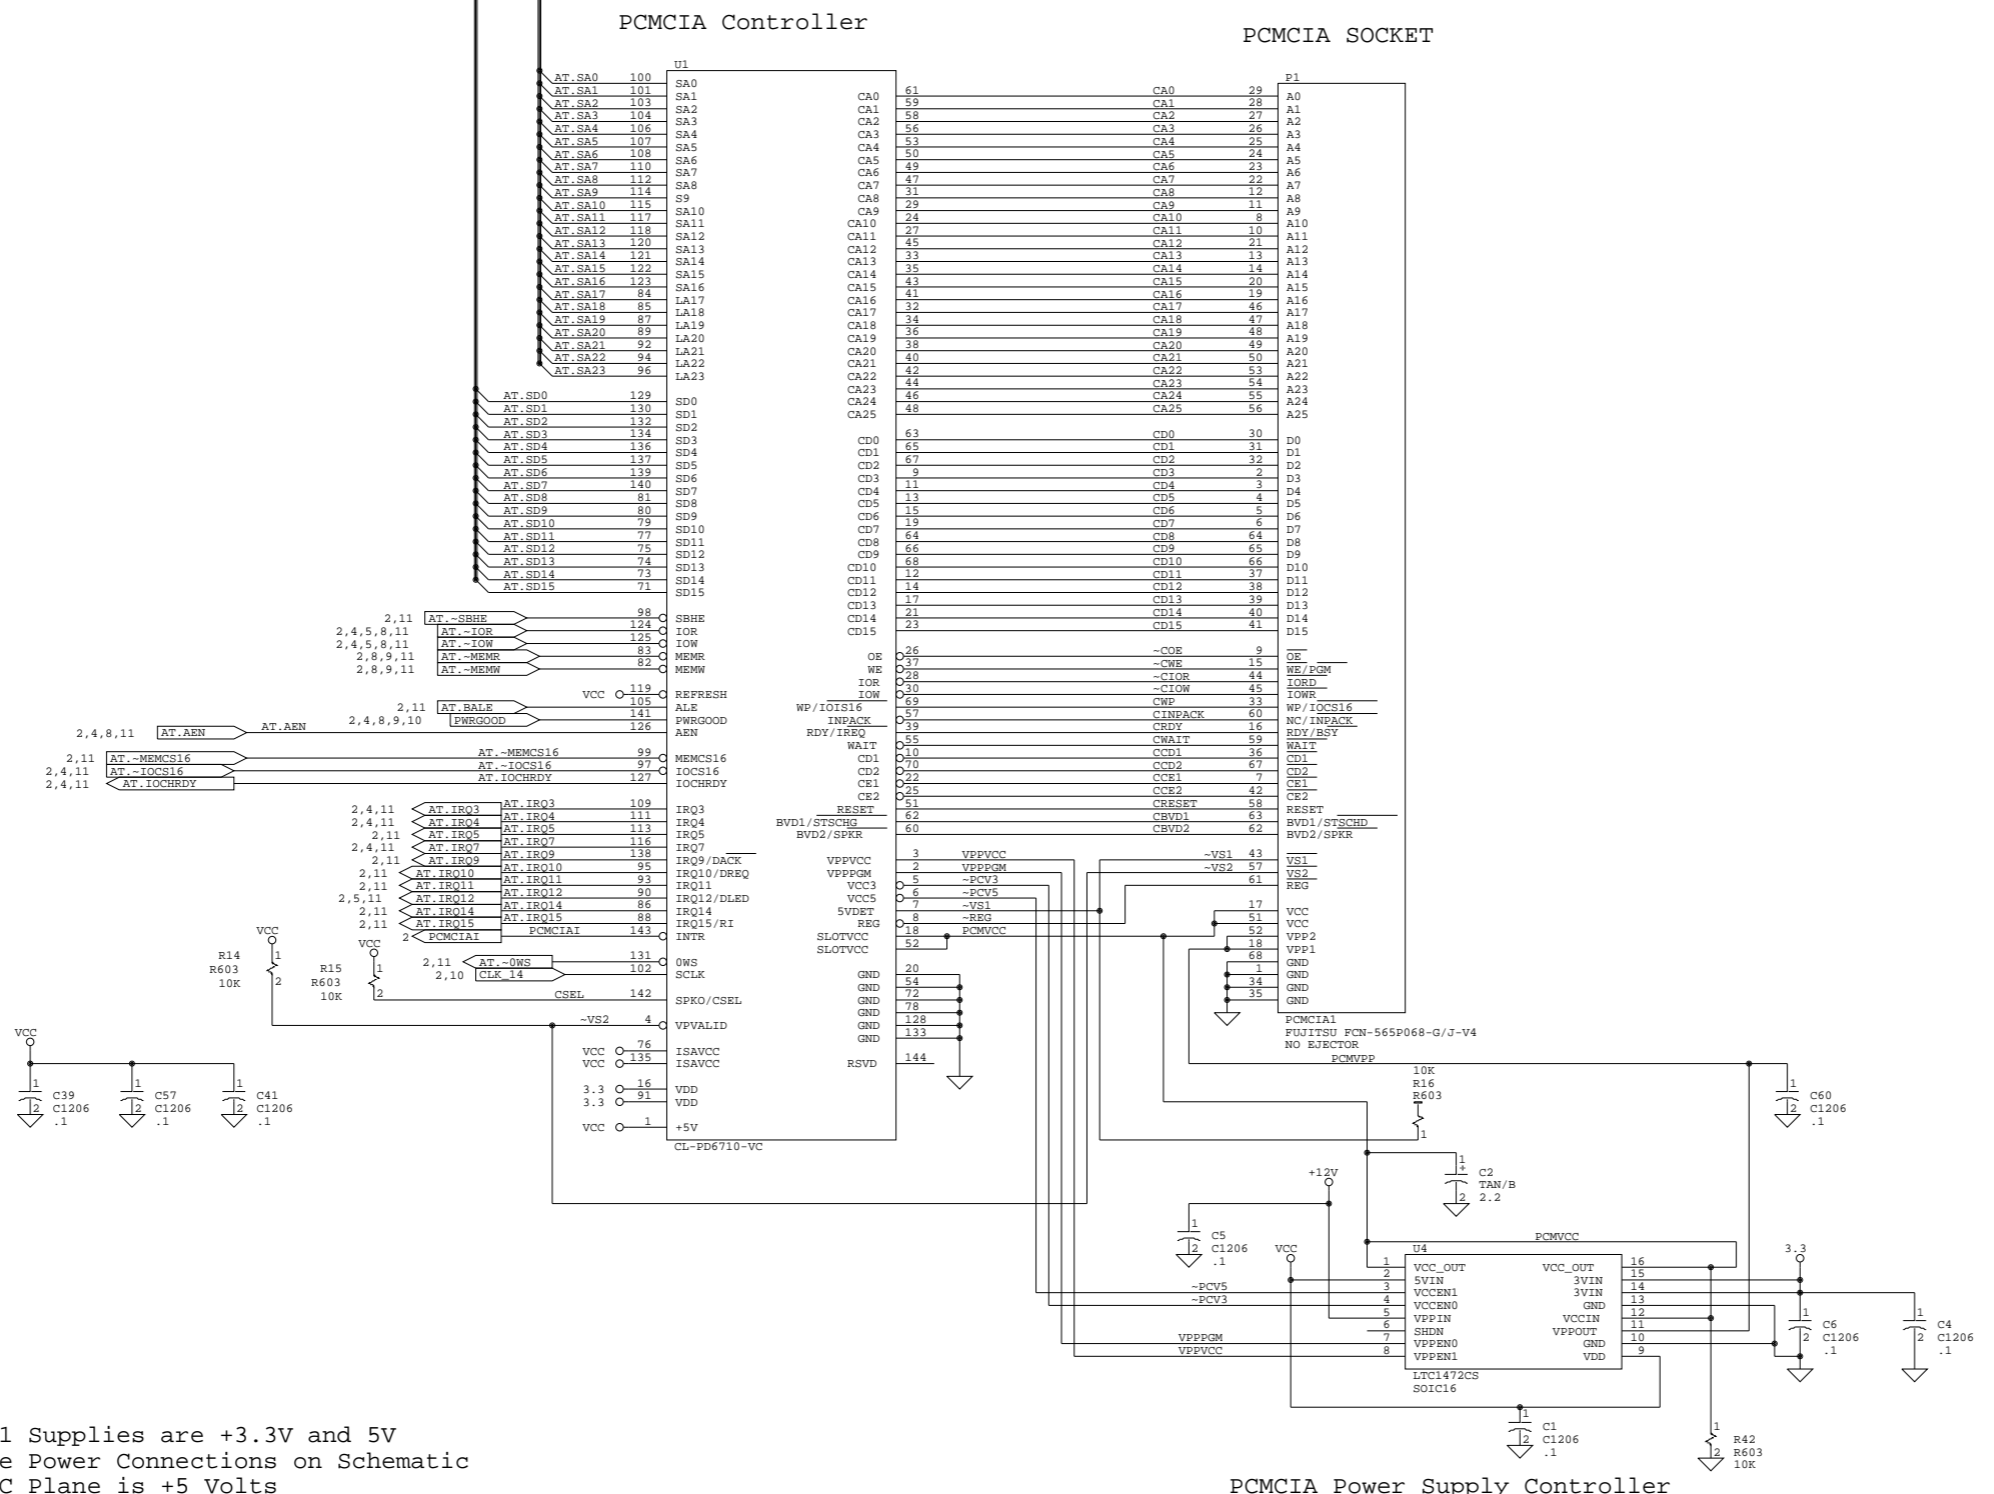 PCMCIA Controller
PCMCIA SOCKET
U1
AT.SA0 100 SA0
AT.SA1 101 SA1
AT.SA2 103 SA2
AT.SA3 104 SA3
AT.SA4 106 SA4
AT.SA5 107 SA5
AT.SA6 108 SA6
AT.SA7 110 SA7
AT.SA8 112 SA8
AT.SA9 114 S9
AT.SA10 115 SA10
AT.SA11 117 SA11
AT.SA12 118 SA12
AT.SA13 120 SA13
AT.SA14 121 SA14
AT.SA15 122 SA15
AT.SA16 123 SA16
AT.SA17 84 LA17
AT.SA18 85 LA18
AT.SA19 87 LA19
AT.SA20 89 LA20
AT.SA21 92 LA21
AT.SA22 94 LA22
AT.SA23 96 LA23
AT.SD0 129 SD0
AT.SD1 130 SD1
AT.SD2 132 SD2
AT.SD3 134 SD3
AT.SD4 136 SD4
AT.SD5 137 SD5
AT.SD6 139 SD6
AT.SD7 140 SD7
AT.SD8 81 SD8
AT.SD9 80 SD9
AT.SD10 79 SD10
AT.SD11 77 SD11
AT.SD12 75 SD12
AT.SD13 74 SD13
AT.SD14 73 SD14
AT.SD15 71 SD15
2,11 AT.~SBHE 98 SBHE
2,4,5,8,11 AT.~IOR 124 IOR
2,4,5,8,11 AT.~IOW 125 IOW
2,8,9,11 AT.~MEMR 83 MEMR
2,8,9,11 AT.~MEMW 82 MEMW
VCC 119 REFRESH
2,11 AT.BALE 105 ALE
2,4,8,9,10 PWRGOOD 141 PWRGOOD
2,4,8,11 AT.AEN AT.AEN 126 AEN
2,11 AT.~MEMCS16 AT.~MEMCS16 99 MEMCS16
2,4,11 AT.~IOCS16 AT.~IOCS16 97 IOCS16
2,4,11 AT.IOCHRDY AT.IOCHRDY 127 IOCHRDY
2,4,11 AT.IRQ3 AT.IRQ3 109 IRQ3
2,4,11 AT.IRQ4 AT.IRQ4 111 IRQ4
2,11 AT.IRQ5 AT.IRQ5 113 IRQ5
2,4,11 AT.IRQ7 AT.IRQ7 116 IRQ7
2,11 AT.IRQ9 AT.IRQ9 138 IRQ9/DACK
2,11 AT.IRQ10 AT.IRQ10 95 IRQ10/DREQ
2,11 AT.IRQ11 AT.IRQ11 93 IRQ11
2,5,11 AT.IRQ12 AT.IRQ12 90 IRQ12/DLED
2,11 AT.IRQ14 AT.IRQ14 86 IRQ14
2,11 AT.IRQ15 AT.IRQ15 88 IRQ15/RI
2 PCMCIAI PCMCIAI 143 INTR
2,11 AT.~0WS 131 0WS
2,10 CLK_14 102 SCLK
CSEL 142 SPKO/CSEL
~VS2 4 VPVALID
VCC 76 ISAVCC
VCC 135 ISAVCC
3.3 16 VDD
3.3 91 VDD
VCC 1 +5V
CL-PD6710-VC
VCC
R14 1
R603
10K 2
VCC
R15 1
R603
10K 2
VCC
1
C39
2 C1206
.1
1
C57
2 C1206
.1
1
C41
2 C1206
.1
P1
CA0 61 CA0 29 A0
CA1 59 CA1 28 A1
CA2 58 CA2 27 A2
CA3 56 CA3 26 A3
CA4 53 CA4 25 A4
CA5 50 CA5 24 A5
CA6 49 CA6 23 A6
CA7 47 CA7 22 A7
CA8 31 CA8 12 A8
CA9 29 CA9 11 A9
CA10 24 CA10 8 A10
CA11 27 CA11 10 A11
CA12 45 CA12 21 A12
CA13 33 CA13 13 A13
CA14 35 CA14 14 A14
CA15 43 CA15 20 A15
CA16 41 CA16 19 A16
CA17 32 CA17 46 A17
CA18 34 CA18 47 A18
CA19 36 CA19 48 A19
CA20 38 CA20 49 A20
CA21 40 CA21 50 A21
CA22 42 CA22 53 A22
CA23 44 CA23 54 A23
CA24 46 CA24 55 A24
CA25 48 CA25 56 A25
CD0 63 CD0 30 D0
CD1 65 CD1 31 D1
CD2 67 CD2 32 D2
CD3 9 CD3 2 D3
CD4 11 CD4 3 D4
CD5 13 CD5 4 D5
CD6 15 CD6 5 D6
CD7 19 CD7 6 D7
CD8 64 CD8 64 D8
CD9 66 CD9 65 D9
CD10 68 CD10 66 D10
CD11 12 CD11 37 D11
CD12 14 CD12 38 D12
CD13 17 CD13 39 D13
CD14 21 CD14 40 D14
CD15 23 CD15 41 D15
OE 26 ~COE 9 OE
WE 37 ~CWE 15 WE/PGM
IOR 28 ~CIOR 44 IORD
IOW 30 ~CIOW 45 IOWR
WP/IOIS16 69 CWP 33 WP/IOCS16
INPACK 57 CINPACK 60 NC/INPACK
RDY/IREQ 39 CRDY 16 RDY/BSY
WAIT 55 CWAIT 59 WAIT
CD1 10 CCD1 36 CD1
CD2 70 CCD2 67 CD2
CE1 22 CCE1 7 CE1
CE2 25 CCE2 42 CE2
RESET 51 CRESET 58 RESET
BVD1/STSCHG 62 CBVD1 63 BVD1/STSCHD
BVD2/SPKR 60 CBVD2 62 BVD2/SPKR
VPPVCC 3 VPPVCC ~VS1 43 VS1
VPPPGM 2 VPPPGM ~VS2 57 VS2
VCC3 5 ~PCV3 61 REG
VCC5 6 ~PCV5
5VDET 7 ~VS1 17 VCC
REG 8 ~REG 51 VCC
SLOTVCC 18 PCMVCC 52 VPP2
SLOTVCC 52 18 VPP1
68 GND
GND 20 1 GND
GND 54 34 GND
GND 72 35 GND
GND 78
GND 128
GND 133
RSVD 144
PCMCIA1
FUJITSU FCN-565P068-G/J-V4
NO EJECTOR
PCMVPP
10K
R16
R603
1
1
C60
2 C1206
.1
1
+ C2
TAN/B
2 2.2
+12V
1
C5
2 C1206
.1
VCC
PCMVCC
U4
1 VCC_OUT VCC_OUT 16
2 5VIN 3VIN 15
~PCV5 3 VCCEN1 3VIN 14
~PCV3 4 VCCEN0 GND 13
5 VPPIN VCCIN 12
6 SHDN VPPOUT 11
VPPPGM 7 VPPEN0 GND 10
VPPVCC 8 VPPEN1 VDD 9
LTC1472CS
SOIC16
3.3
1
C6
2 C1206
.1
1
C4
2 C1206
.1
1
C1
2 C1206
.1
1
R42
2 R603
10K
1 Supplies are +3.3V and 5V
e Power Connections on Schematic
C Plane is +5 Volts
PCMCIA Power Supply Controller